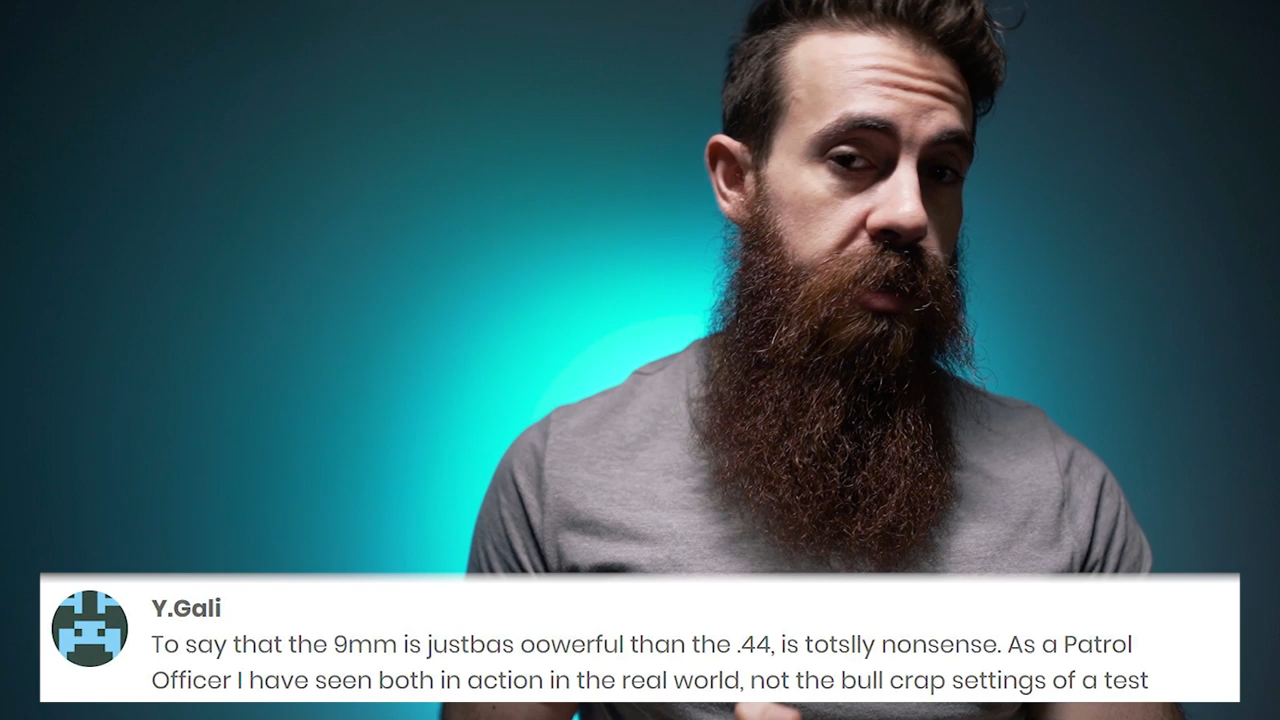 Y.Gali
To say that the 9mm is justbas oowerful than the .44, is totslly nonsense. As a Patrol
Officer I have seen both in action in the real world, not the bull crap settings of a test